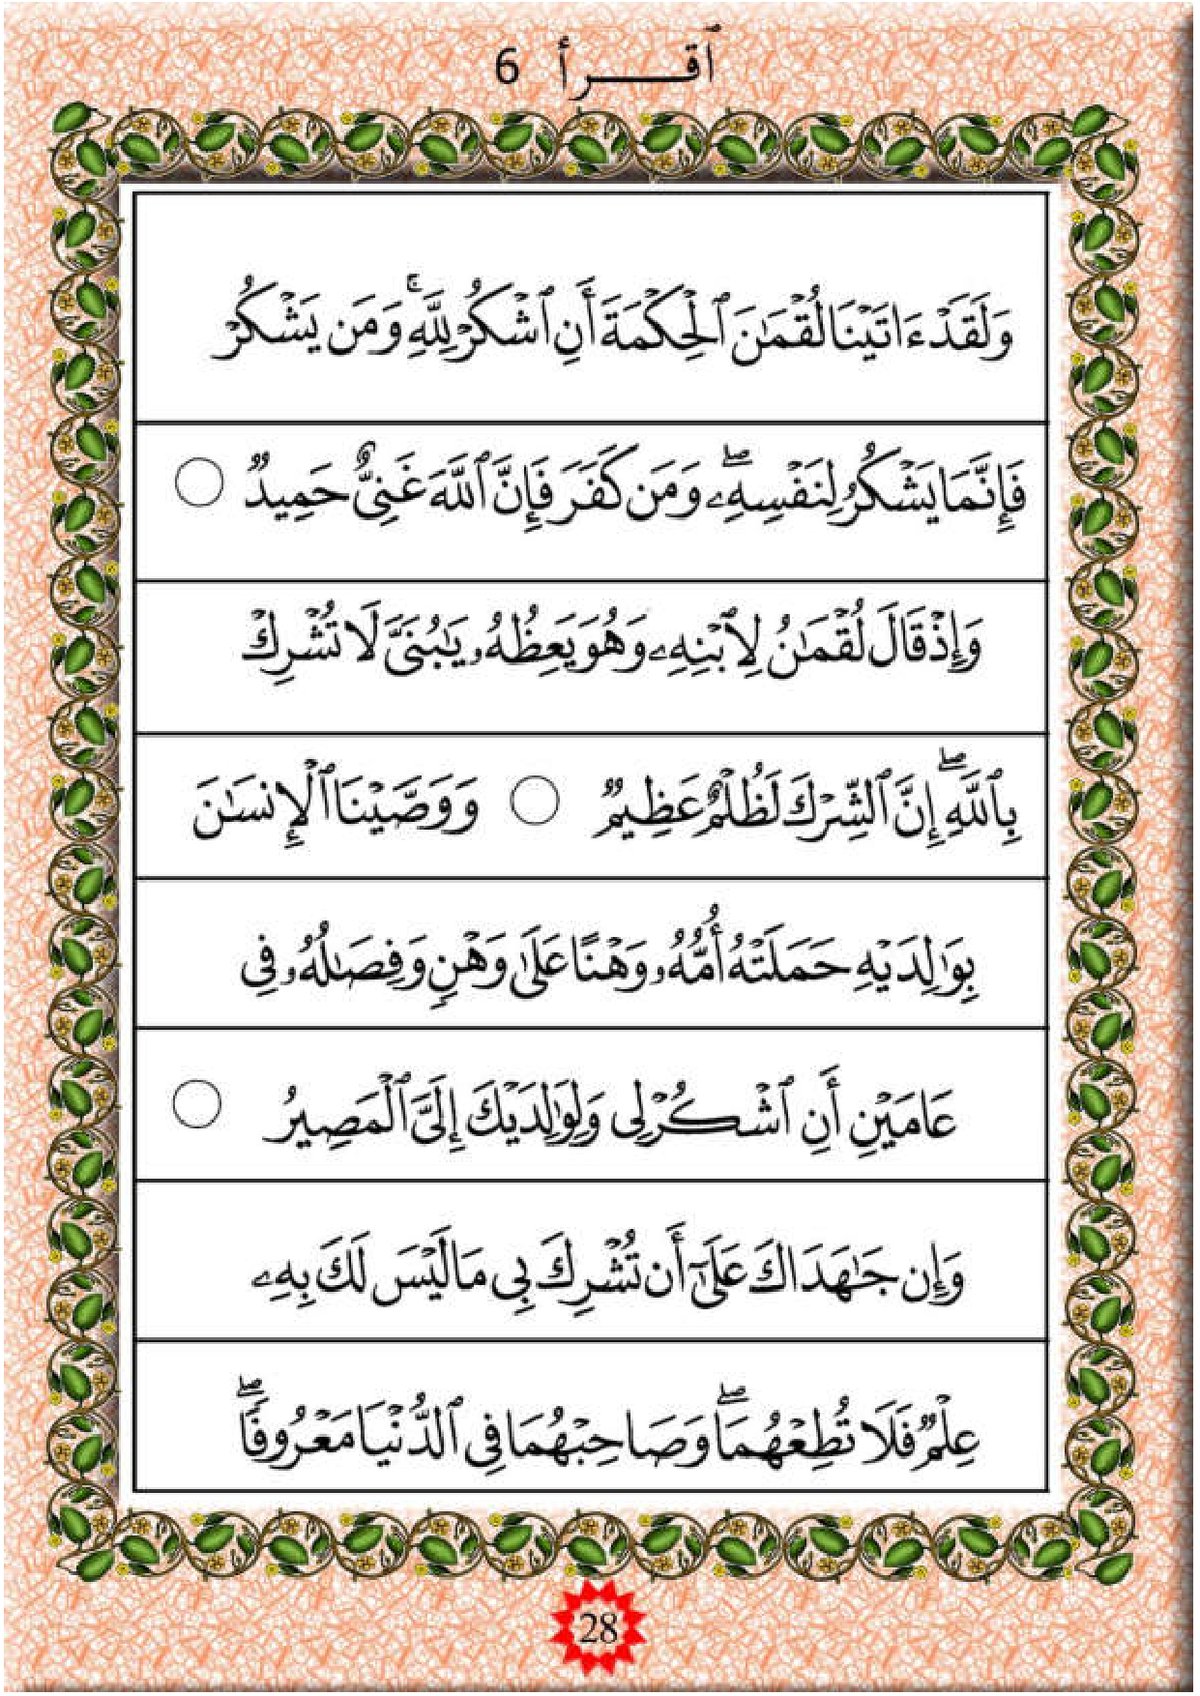 ٱقـــرأ 6
وَلَقَدْ ءَاتَيْنَا لُقْمَـٰنَ ٱلْحِكْمَةَ أَنِ ٱشْكُرْ لِلَّهِ ۚ وَمَن يَشْكُرْ
فَإِنَّمَا يَشْكُرُ لِنَفْسِهِۦ ۖ وَمَن كَفَرَ فَإِنَّ ٱللَّهَ غَنِىٌّ حَمِيدٌ ○
وَإِذْ قَالَ لُقْمَـٰنُ لِٱبْنِهِۦ وَهُوَ يَعِظُهُۥ يَـٰبُنَىَّ لَا تُشْرِكْ
بِٱللَّهِ ۖ إِنَّ ٱلشِّرْكَ لَظُلْمٌ عَظِيمٌ ○ وَوَصَّيْنَا ٱلْإِنسَـٰنَ
بِوَٰلِدَيْهِ حَمَلَتْهُ أُمُّهُۥ وَهْنًا عَلَىٰ وَهْنٍ وَفِصَـٰلُهُۥ فِى
عَامَيْنِ أَنِ ٱشْكُرْ لِى وَلِوَٰلِدَيْكَ إِلَىَّ ٱلْمَصِيرُ ○
وَإِن جَـٰهَدَاكَ عَلَىٰٓ أَن تُشْرِكَ بِى مَا لَيْسَ لَكَ بِهِۦ
عِلْمٌ فَلَا تُطِعْهُمَا ۖ وَصَاحِبْهُمَا فِى ٱلدُّنْيَا مَعْرُوفًا ۖ
28